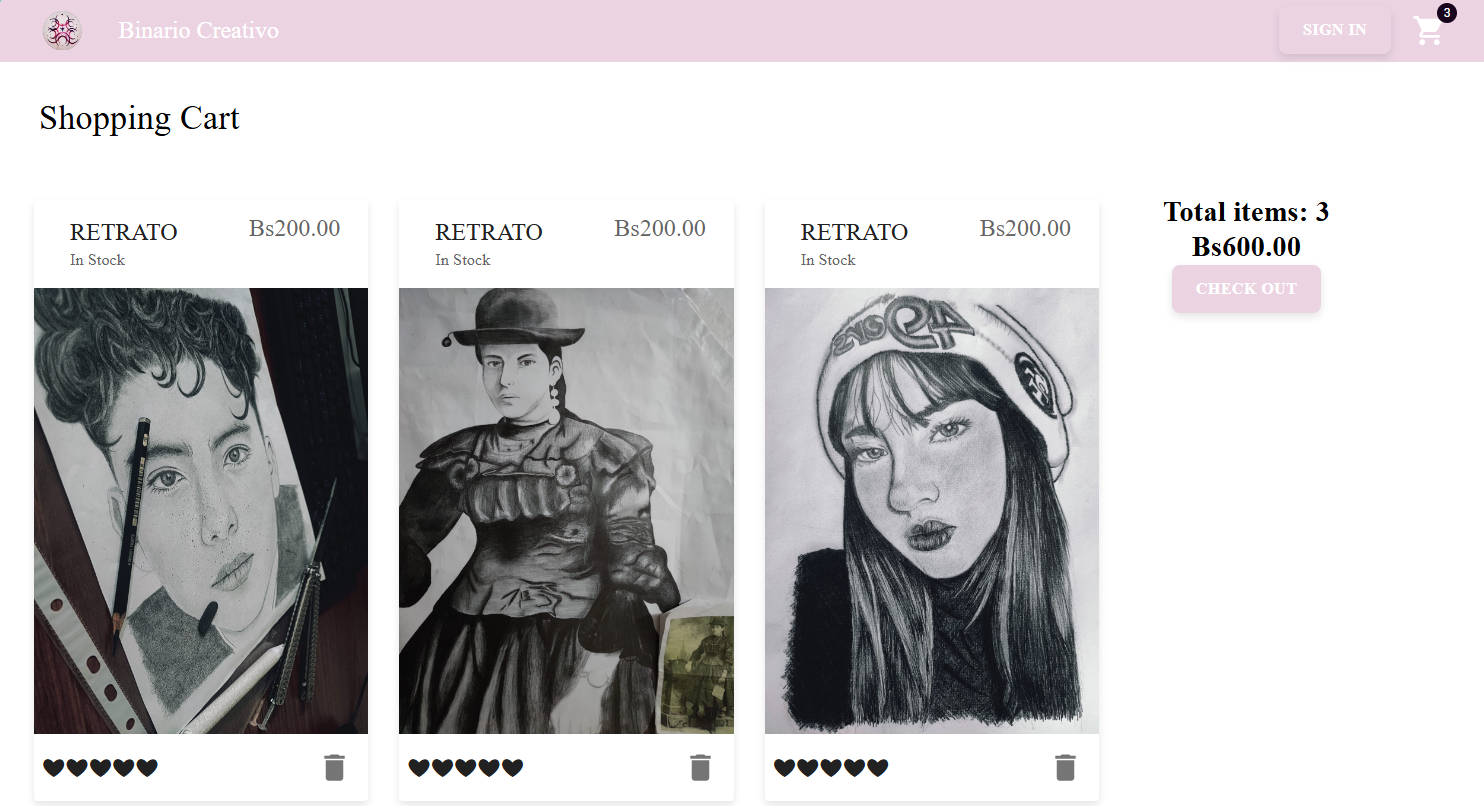 Binario Creativo
SIGN IN
3
Shopping Cart
RETRATO
Bs200.00
In Stock
RETRATO
Bs200.00
In Stock
RETRATO
Bs200.00
In Stock
Total items: 3
Bs600.00
CHECK OUT